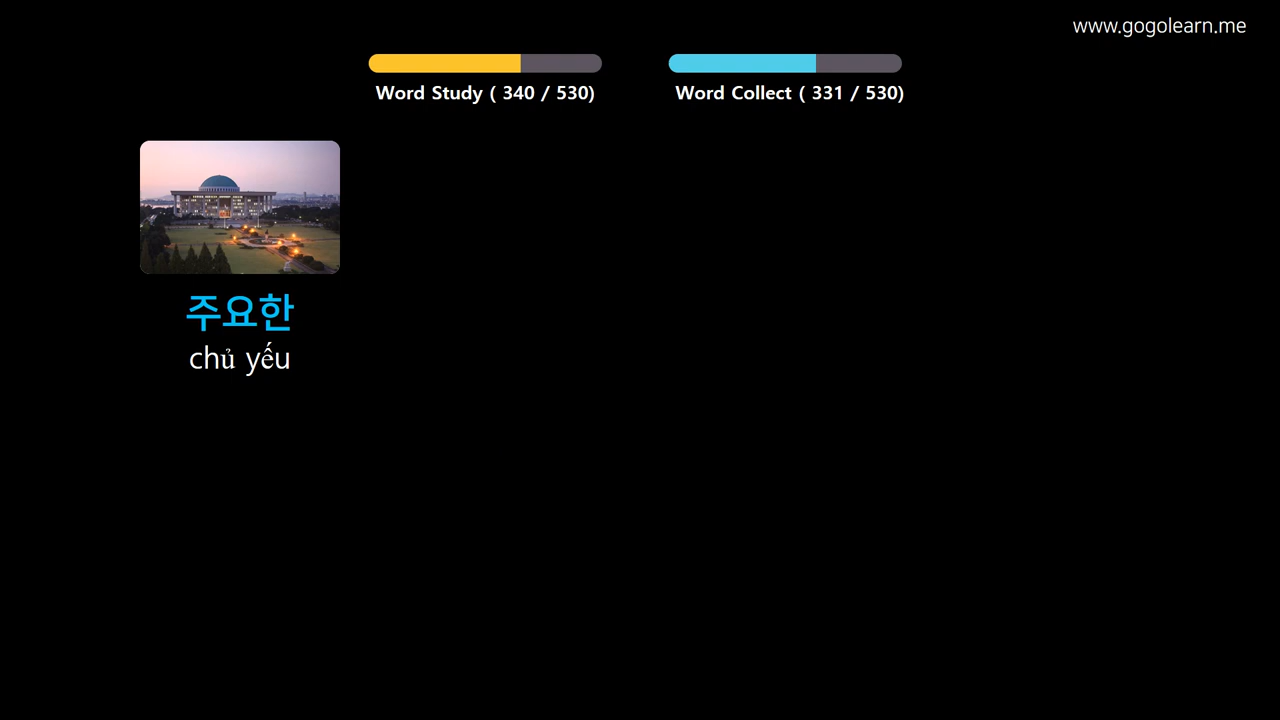 www.gogolearn.me
Word Study ( 340 / 530)
Word Collect ( 331 / 530)
주요한
chủ yếu